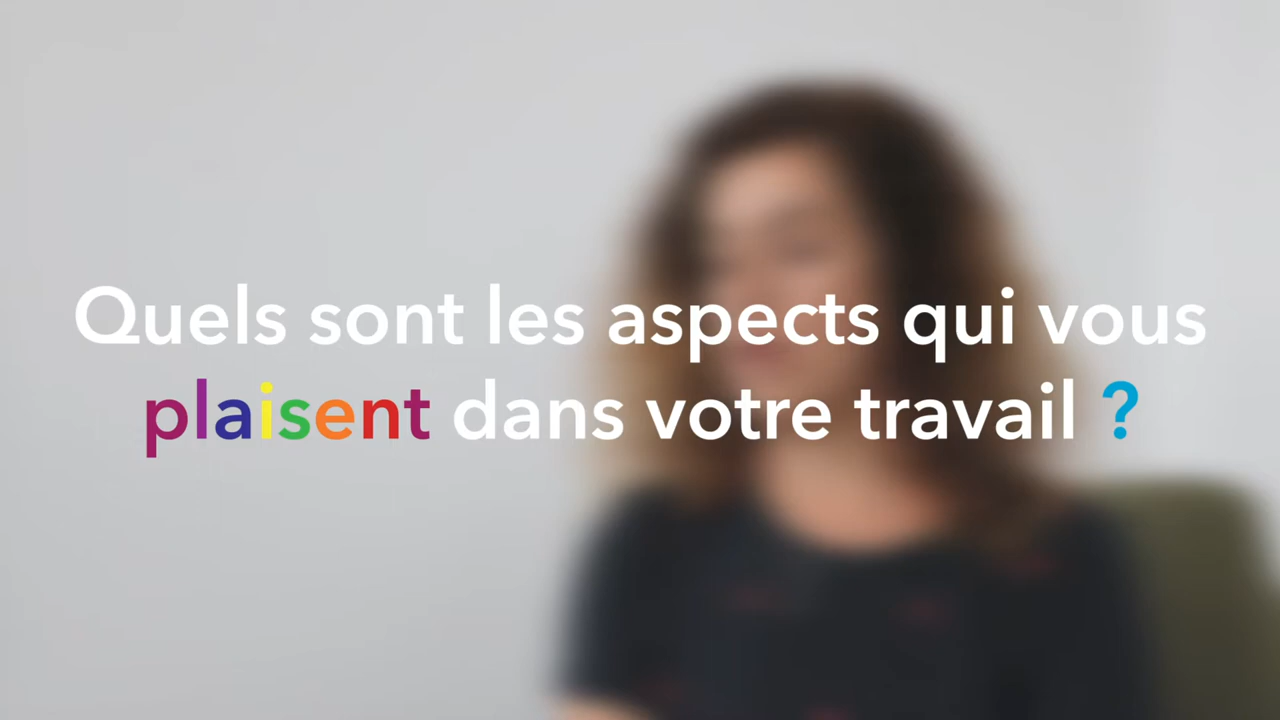 Quels sont les aspects qui vous
plaisent dans votre travail ?